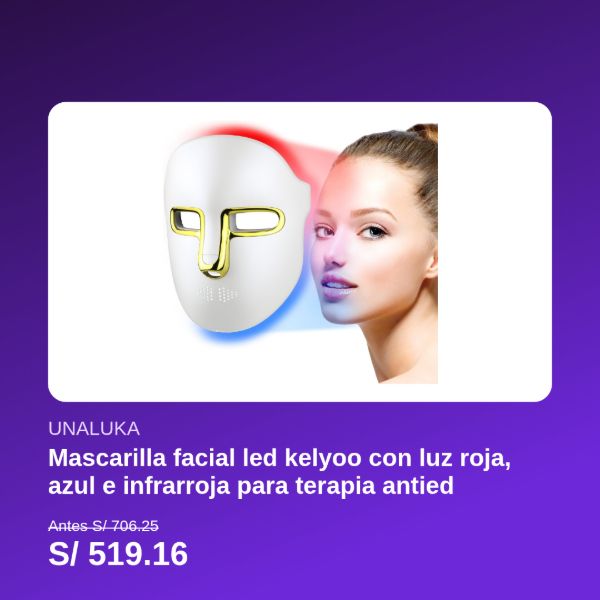 UNALUKA
Mascarilla facial led kelyoo con luz roja,
azul e infrarroja para terapia antied
Antes S/ 706.25
S/ 519.16